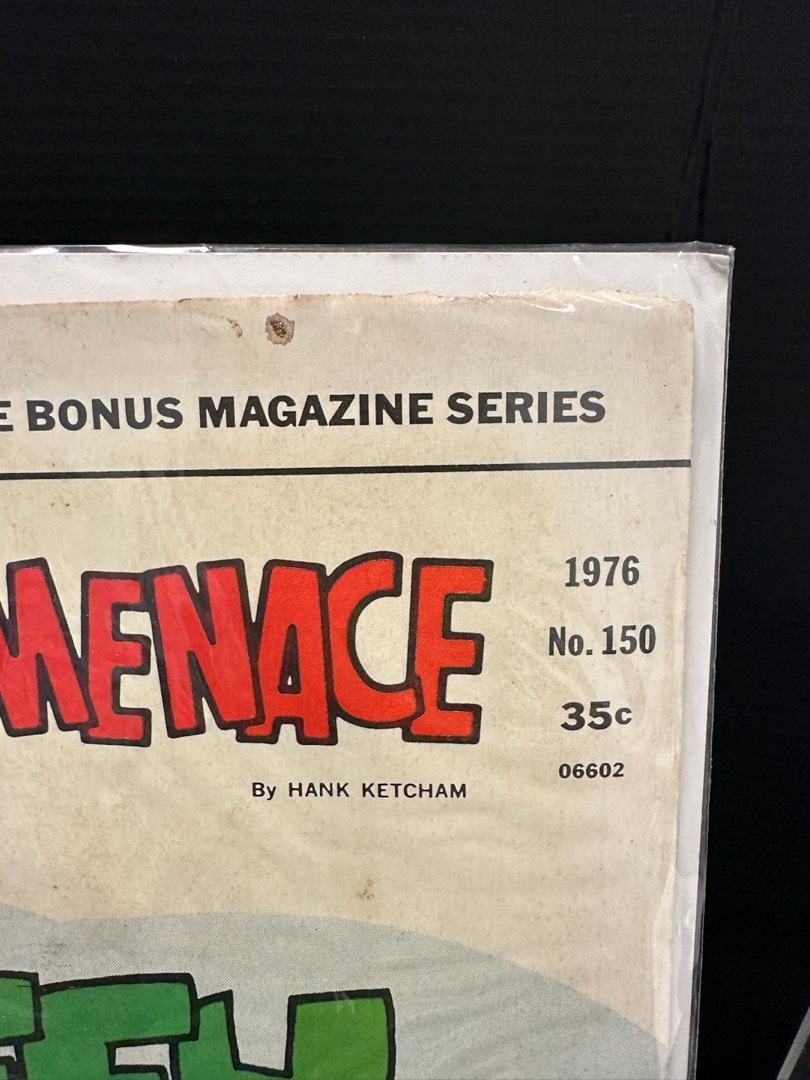 E BONUS MAGAZINE SERIES
MENACE
1976
No. 150
35c
06602
By HANK KETCHAM